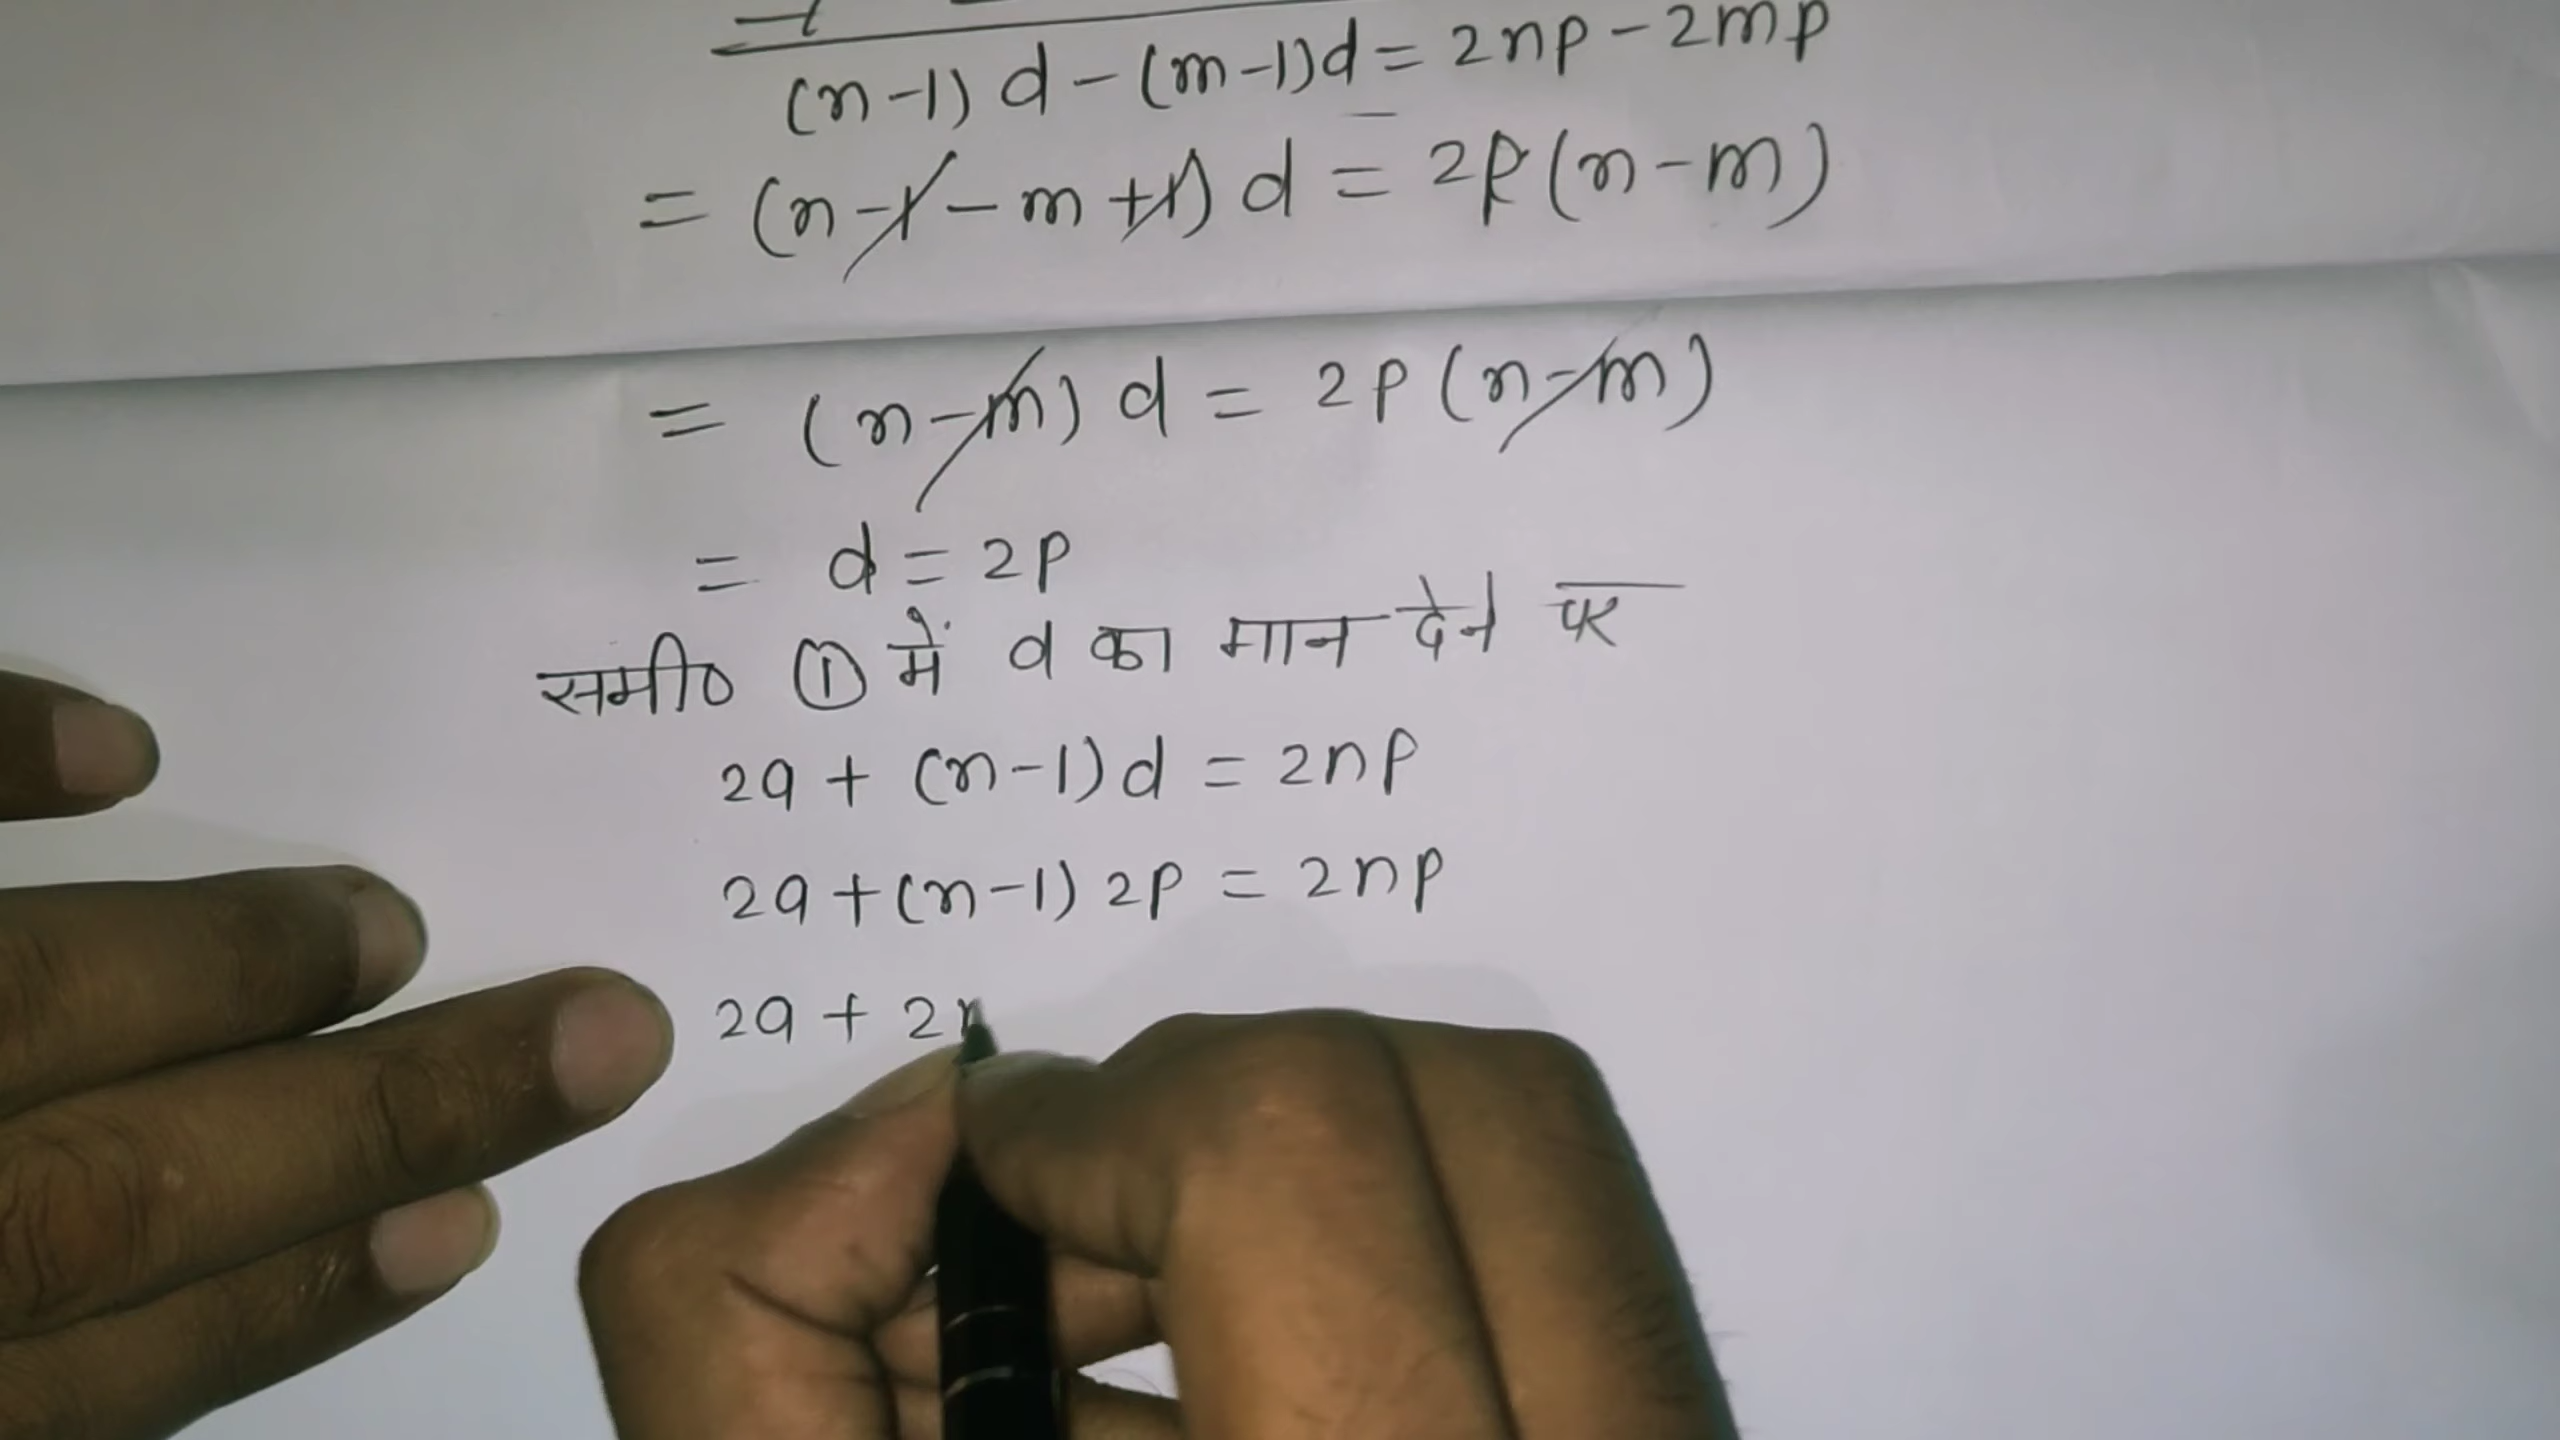 (n-1)d-(m-1)d=2np-2mp
=(n-1-m+1)d=2p(n-m)
=(n-m)d=2p(n-m)
= d=2p
समी० ① में d का मान देने पर
2a+(n-1)d=2np
2a+(n-1)2p=2np
2a+2n